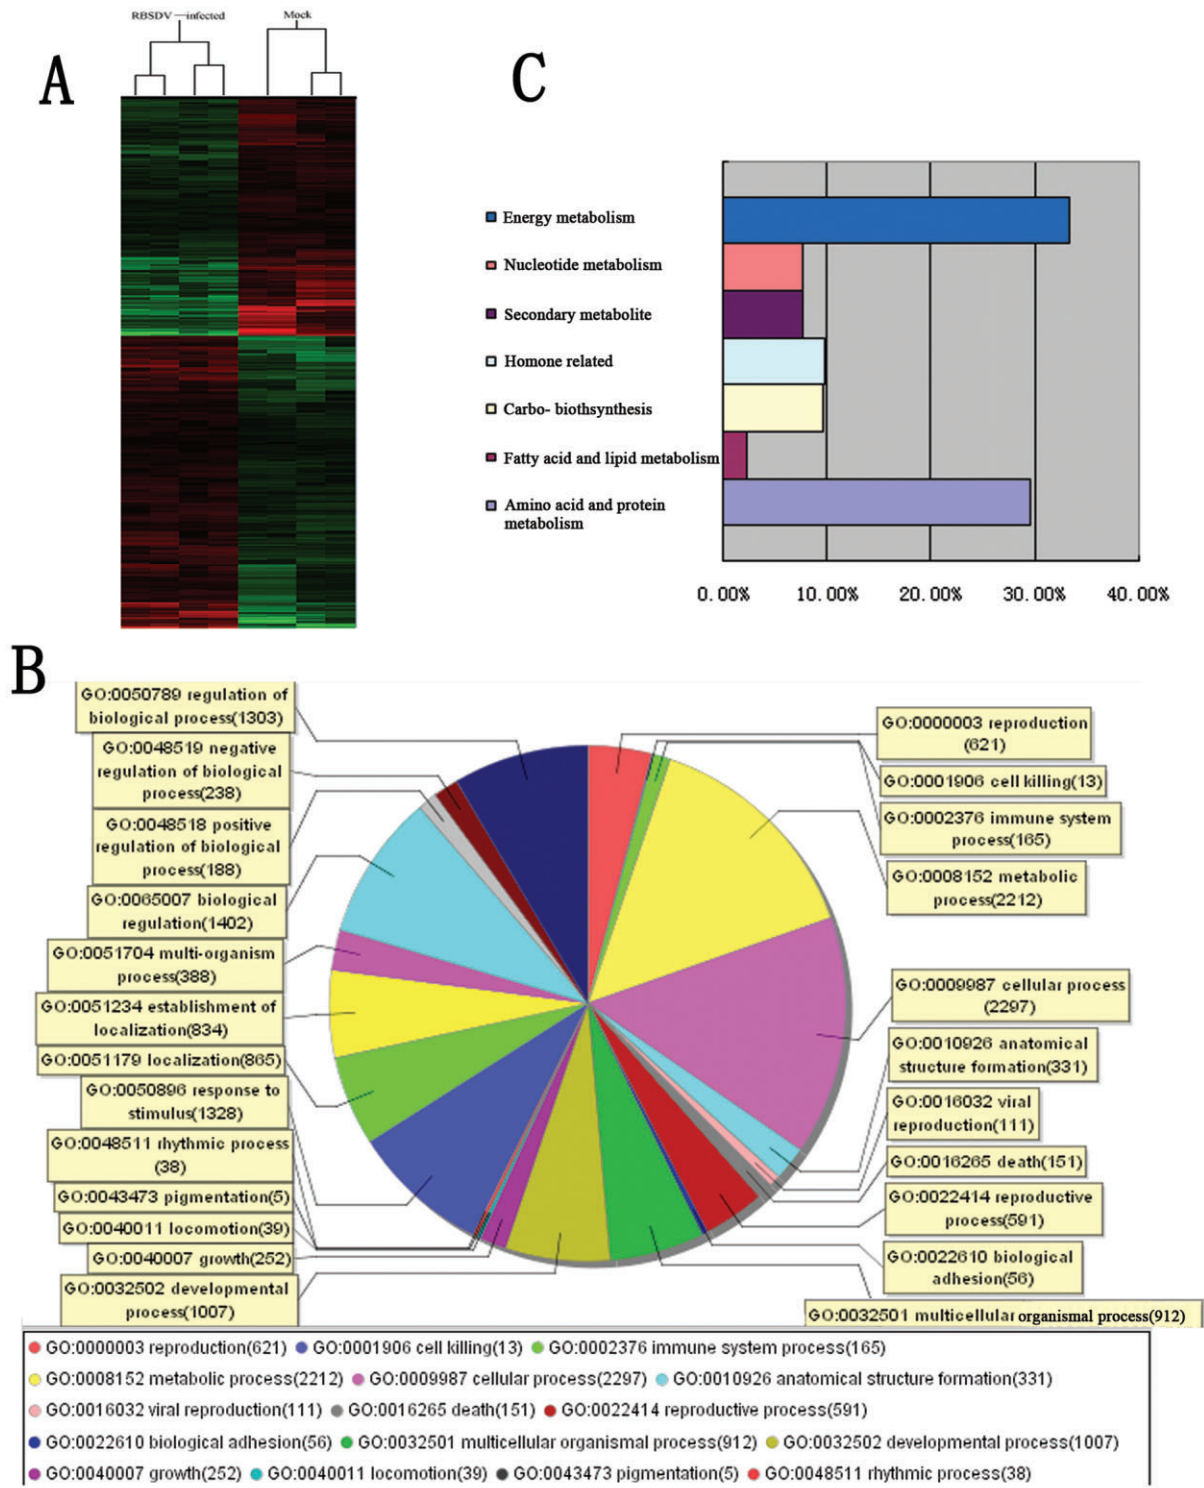 RBSDV—infected
Mock
A
C
Energy metabolism
Nucleotide metabolism
Secondary metabolite
Homone related
Carbo- biothsynthesis
Fatty acid and lipid metabolism
Amino acid and protein
metabolism
0.00%
10.00%
20.00%
30.00%
40.00%
B
GO:0050789 regulation of
biological process(1303)
GO:0048519 negative
regulation of biological
process(238)
GO:0048518 positive
regulation of biological
process(188)
GO:0065007 biological
regulation(1402)
GO:0051704 multi-organism
process(388)
GO:0051234 establishment of
localization(834)
GO:0051179 localization(865)
GO:0050896 response to
stimulus(1328)
GO:0048511 rhythmic process
(38)
GO:0043473 pigmentation(5)
GO:0040011 locomotion(39)
GO:0040007 growth(252)
GO:0032502 developmental
process(1007)
GO:0000003 reproduction
(621)
GO:0001906 cell killing(13)
GO:0002376 immune system
process(165)
GO:0008152 metabolic
process(2212)
GO:0009987 cellular process
(2297)
GO:0010926 anatomical
structure formation(331)
GO:0016032 viral
reproduction(111)
GO:0016265 death(151)
GO:0022414 reproductive
process(591)
GO:0022610 biological
adhesion(56)
GO:0032501 multicellular organismal process(912)
GO:0000003 reproduction(621) GO:0001906 cell killing(13) GO:0002376 immune system process(165)
GO:0008152 metabolic process(2212) GO:0009987 cellular process(2297) GO:0010926 anatomical structure formation(331)
GO:0016032 viral reproduction(111) GO:0016265 death(151) GO:0022414 reproductive process(591)
GO:0022610 biological adhesion(56) GO:0032501 multicellular organismal process(912) GO:0032502 developmental process(1007)
GO:0040007 growth(252) GO:0040011 locomotion(39) GO:0043473 pigmentation(5) GO:0048511 rhythmic process(38)